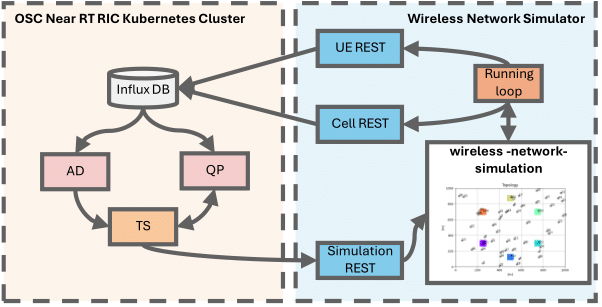 OSC Near RT RIC Kubernetes Cluster
Wireless Network Simulator
UE REST
Running
loop
Influx DB
Cell REST
wireless -network-
simulation
AD
QP
Topology
TS
Simulation
REST